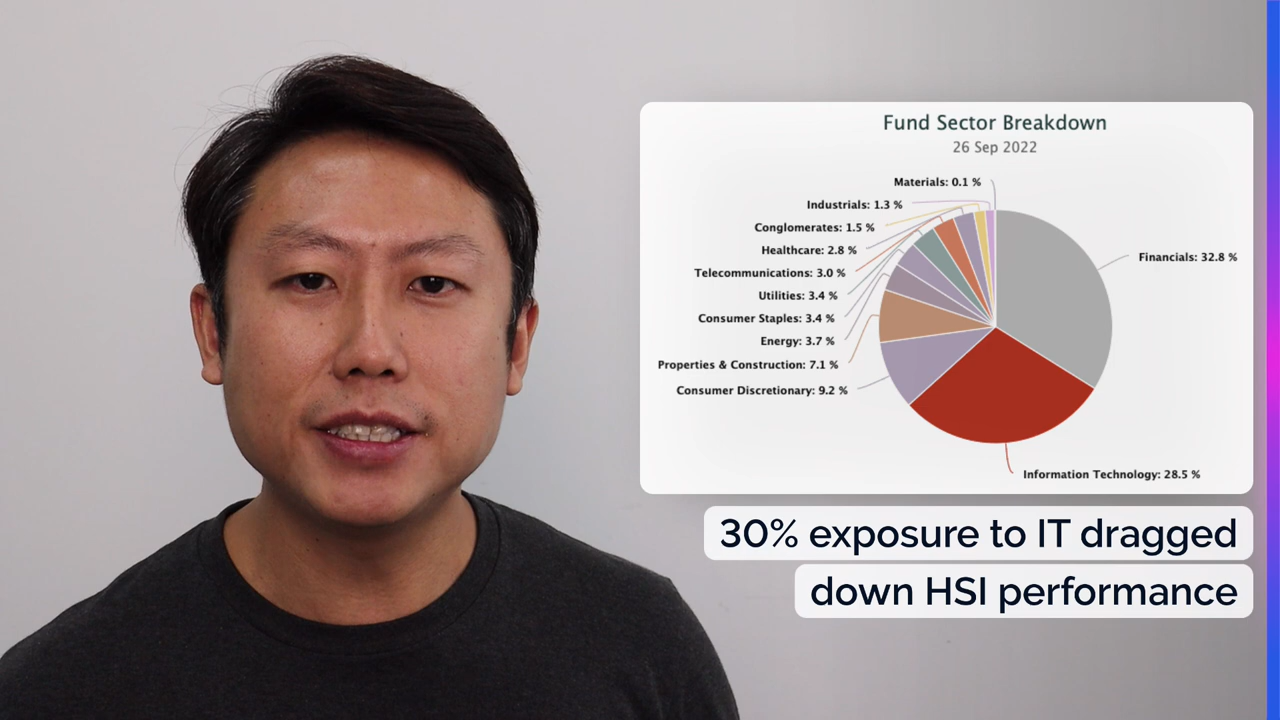 Fund Sector Breakdown
26 Sep 2022
Materials: 0.1 %
Industrials: 1.3 %
Conglomerates: 1.5 %
Healthcare: 2.8 %
Telecommunications: 3.0 %
Utilities: 3.4 %
Consumer Staples: 3.4 %
Energy: 3.7 %
Properties & Construction: 7.1 %
Consumer Discretionary: 9.2 %
Financials: 32.8 %
Information Technology: 28.5 %
30% exposure to IT dragged
down HSI performance